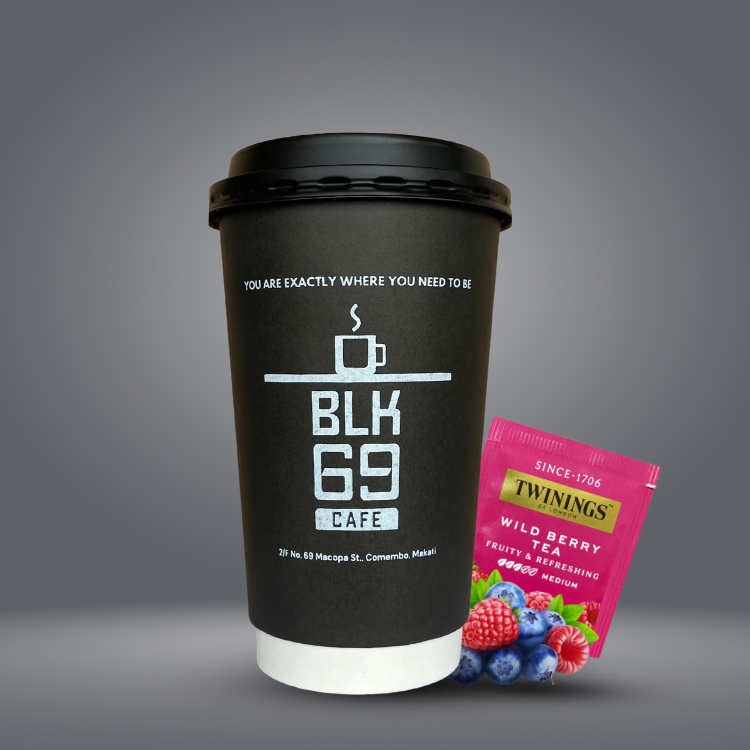 YOU ARE EXACTLY WHERE YOU NEED TO BE
BLK
69
CAFE
2/F No. 69 Macopa St., Comembo, Makati
SINCE·1706
TWININGS™
OF LONDON
WILD BERRY
TEA
FRUITY & REFRESHING
MEDIUM